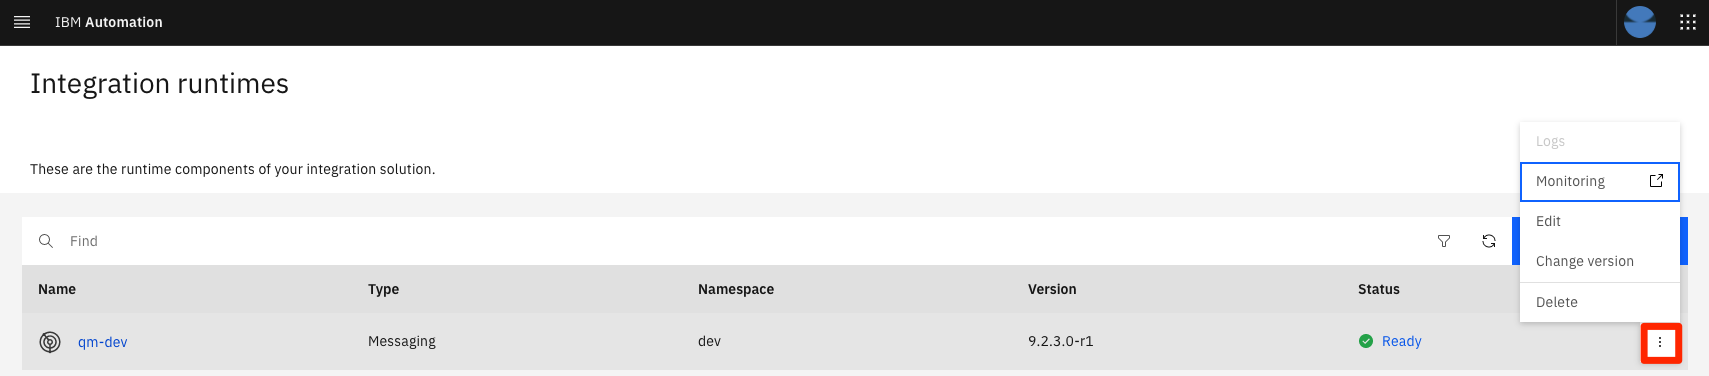 IBM Automation
Integration runtimes
These are the runtime components of your integration solution.
Logs
Monitoring
Edit
Change version
Delete
Find
Name Type Namespace Version Status
qm-dev Messaging dev 9.2.3.0-r1 Ready